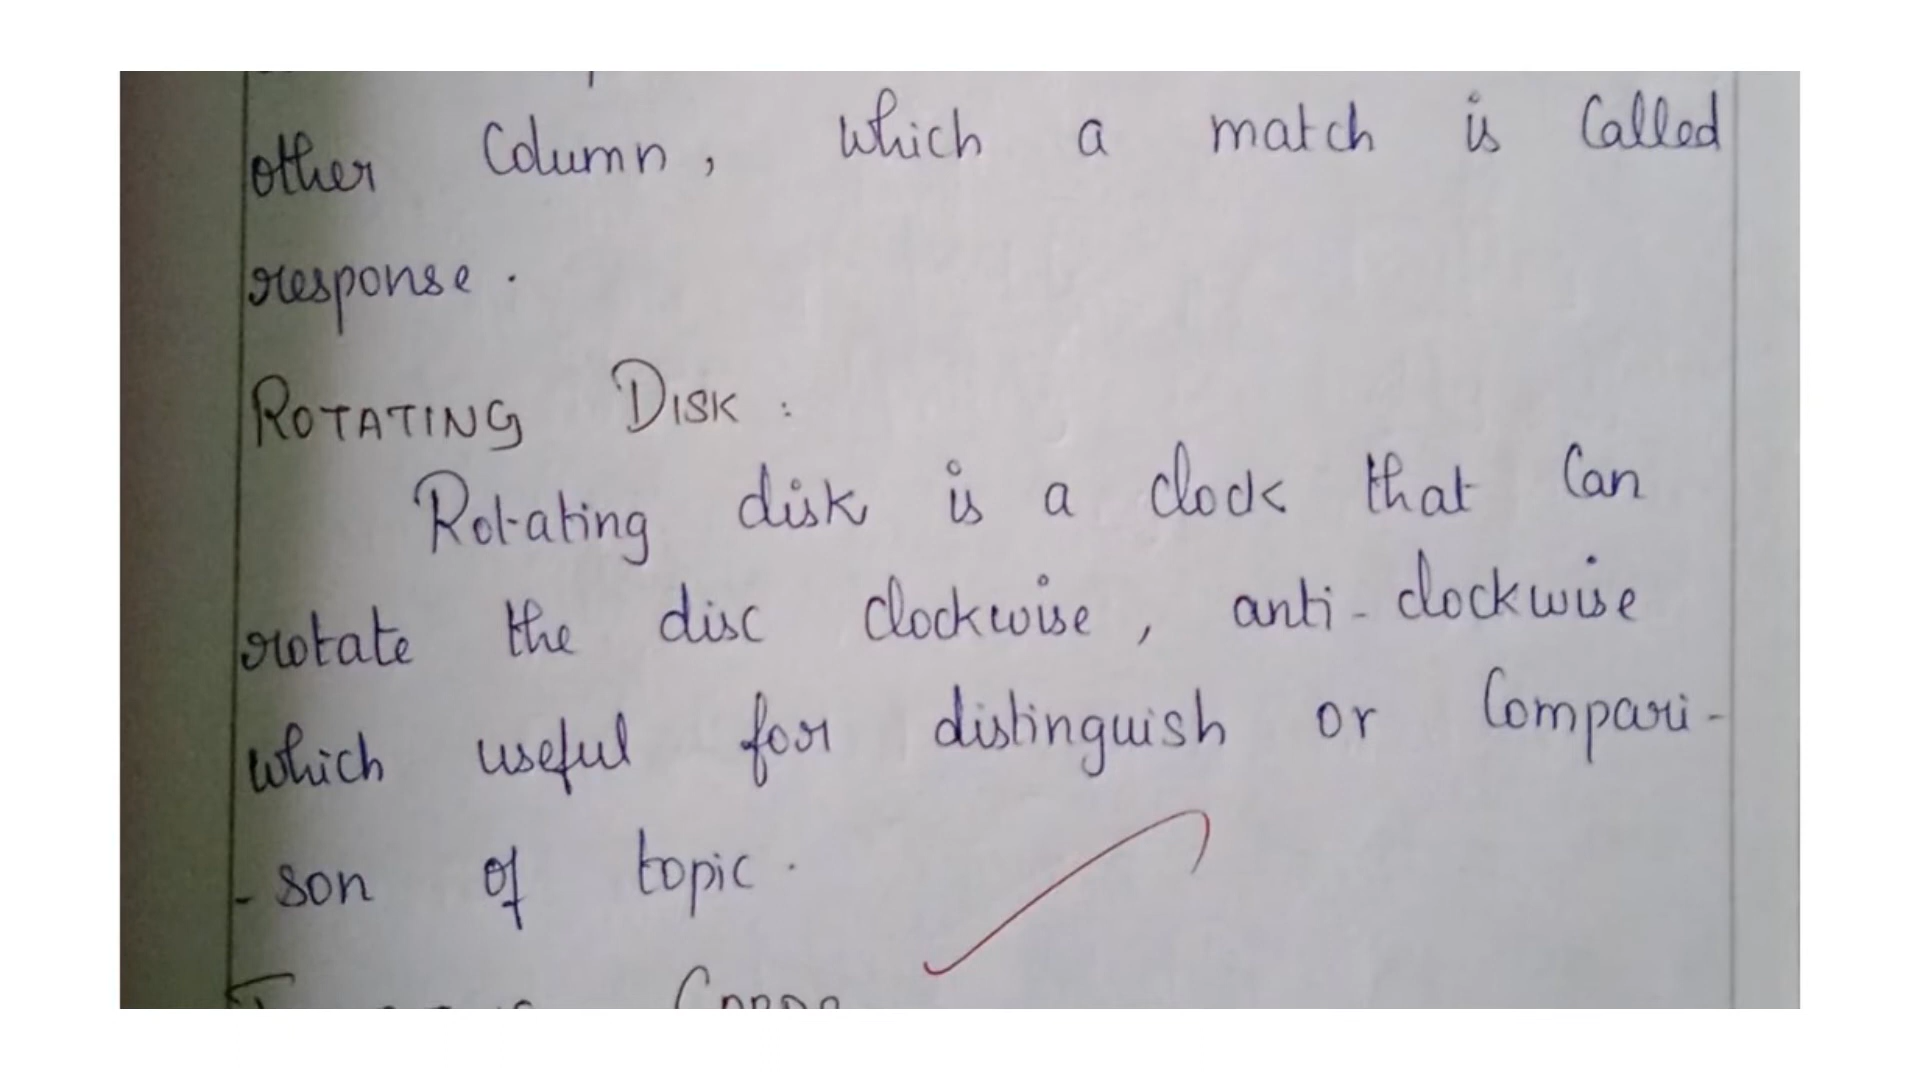 other Column, which a match is Called
response.
ROTATING DISK :
Rotating disk is a clock that Can
rotate the disc clockwise, anti-clockwise
which useful for distinguish or Compari-
-son of topic.